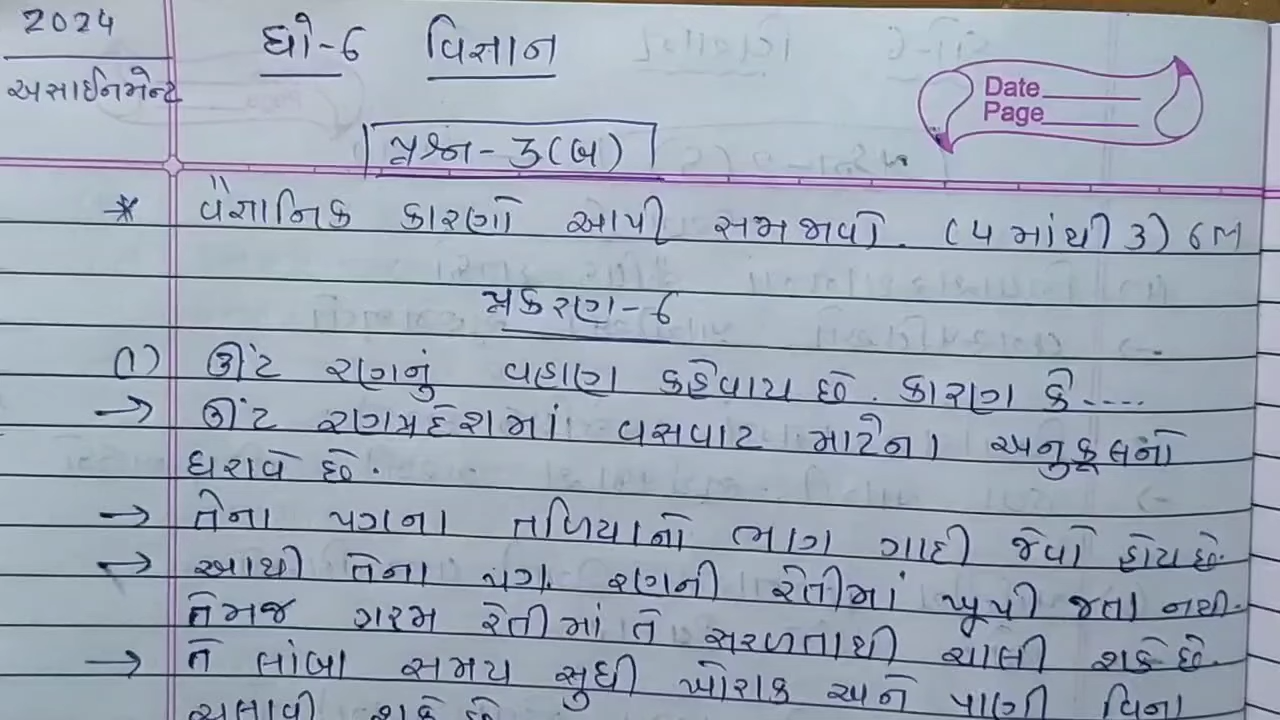 2024
અસાઈનમેન્ટ
ધો-6 વિજ્ઞાન
Date
Page
પ્રશ્ન - 3(બ)
* વૈજ્ઞાનિક કારણો આપી સમજાવો. (4 માંથી 3) 6M
પ્રકરણ-6
(1) ઊંટ રણનું વહાણ કહેવાય છે. કારણ કે....
→ ઊંટ રણપ્રદેશમાં વસવાટ માટેના અનુકૂલનો
ધરાવે છે.
→ તેના પગના તળિયાનો ભાગ ગાદી જેવો હોય છે.
→ આથી તેના પગ રણની રેતીમાં ખૂપી જતા નથી.
તેમજ ગરમ રેતીમાં તે સરળતાથી ચાલી શકે છે.
→ તે લાંબા સમય સુધી ખોરાક અને પાણી વિના
ચલાવી શકે છે